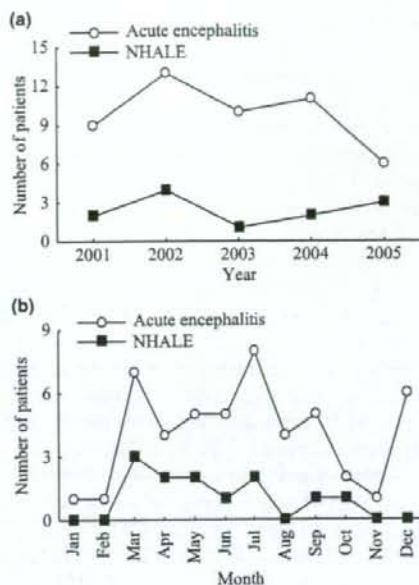 (a)
Acute encephalitis
NHALE
Number of patients
15
12
9
6
3
0
2001 2002 2003 2004 2005
Year
(b)
Acute encephalitis
NHALE
Number of patients
9
6
3
0
Jan Feb Mar Apr May Jun Jul Aug Sep Oct Nov Dec
Month